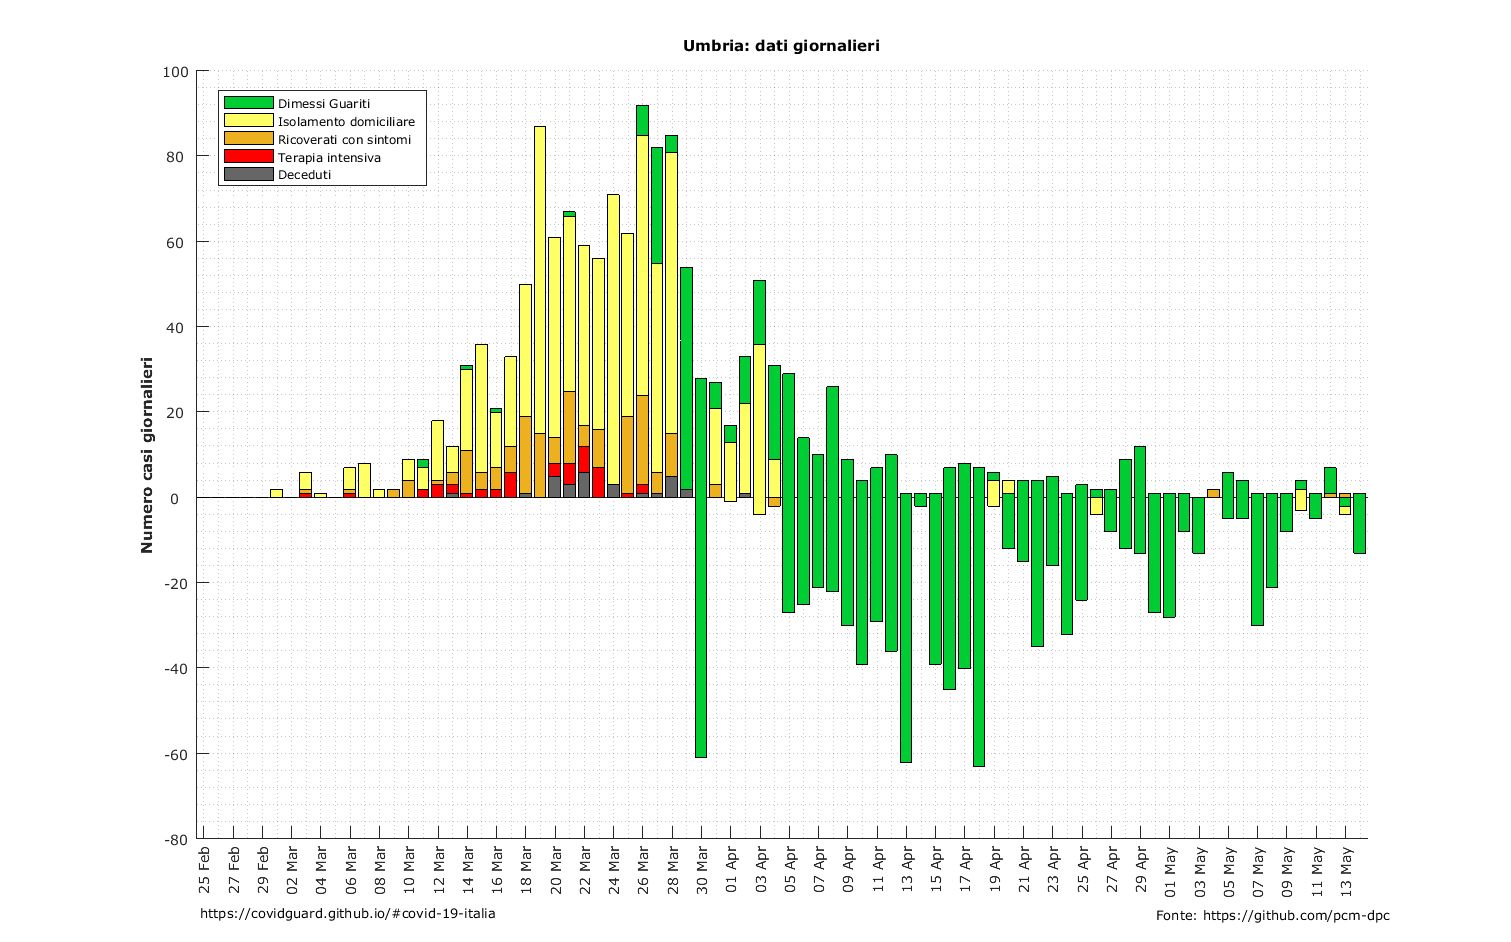 Umbria: dati giornalieri
100
80
60
40
20
0
-20
-40
-60
-80
Numero casi giornalieri
Dimessi Guariti
Isolamento domiciliare
Ricoverati con sintomi
Terapia intensiva
Deceduti
25 Feb
27 Feb
29 Feb
02 Mar
04 Mar
06 Mar
08 Mar
10 Mar
12 Mar
14 Mar
16 Mar
18 Mar
20 Mar
22 Mar
24 Mar
26 Mar
28 Mar
30 Mar
01 Apr
03 Apr
05 Apr
07 Apr
09 Apr
11 Apr
13 Apr
15 Apr
17 Apr
19 Apr
21 Apr
23 Apr
25 Apr
27 Apr
29 Apr
01 May
03 May
05 May
07 May
09 May
11 May
13 May
https://covidguard.github.io/#covid-19-italia
Fonte: https://github.com/pcm-dpc